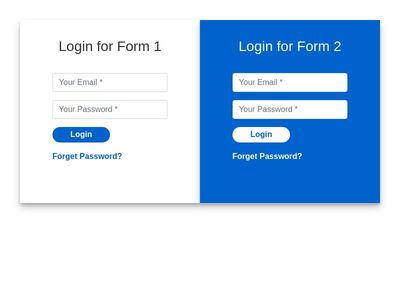 Login for Form 1
Your Email *
Your Password *
Login
Forget Password?
Login for Form 2
Your Email *
Your Password *
Login
Forget Password?